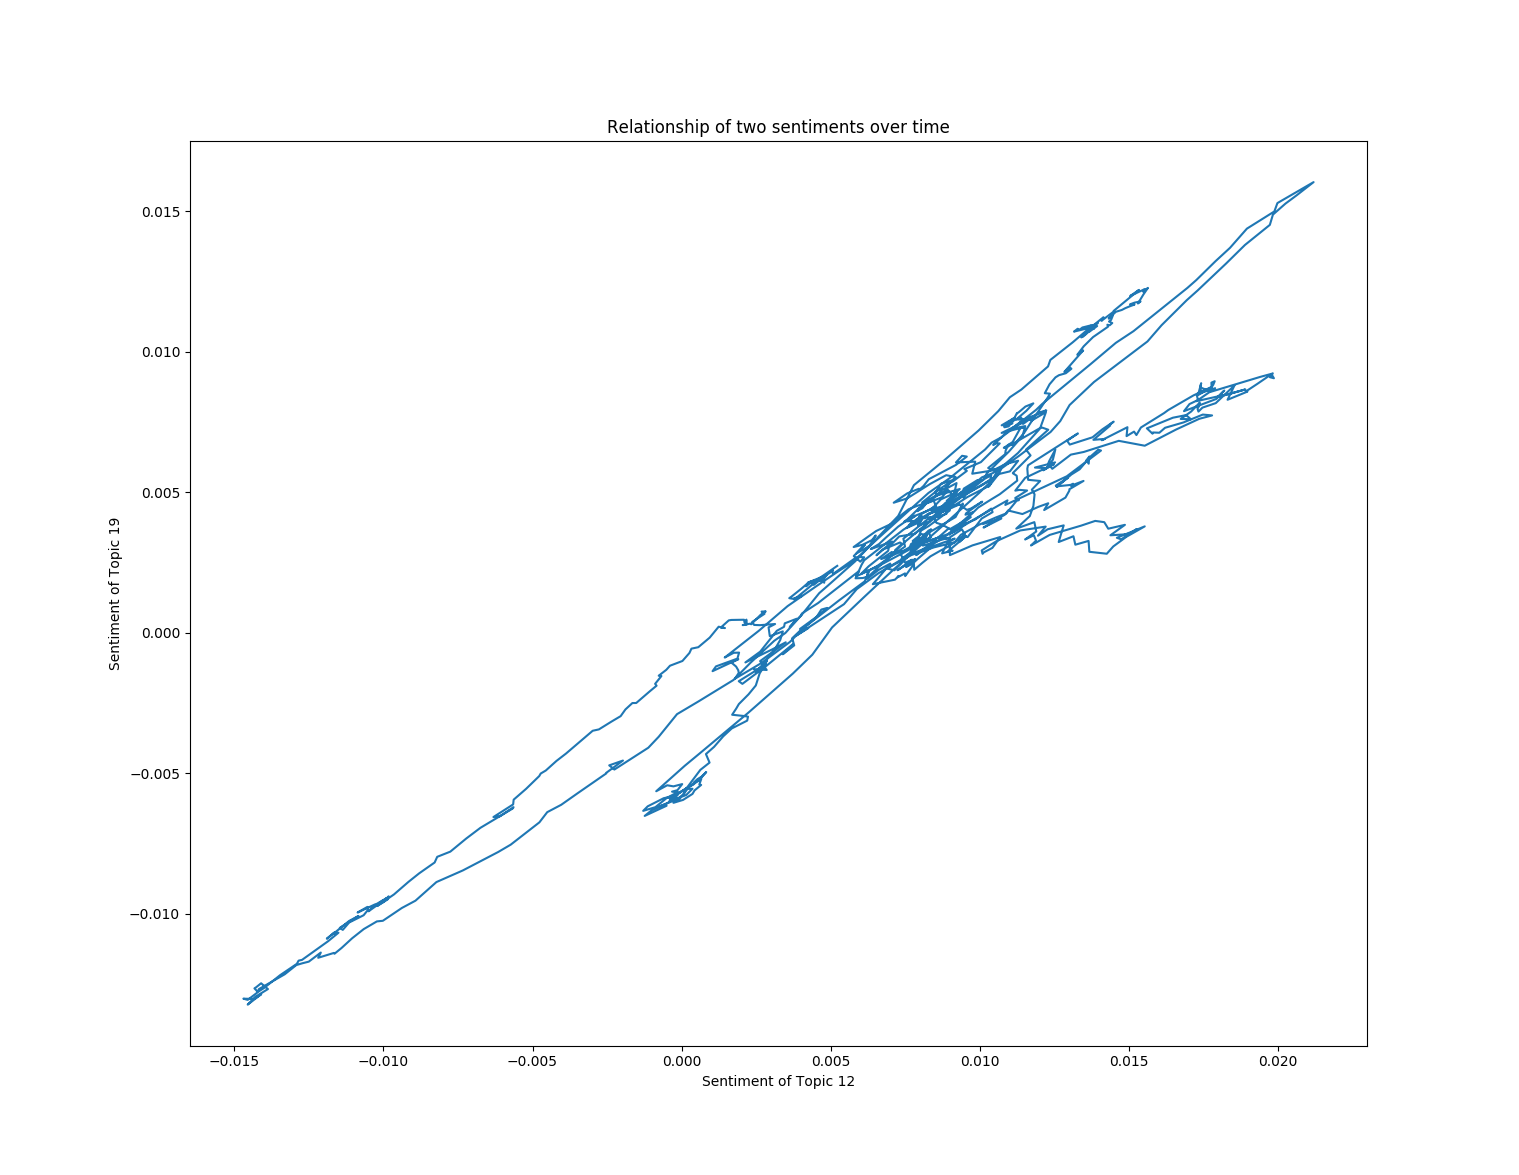 Relationship of two sentiments over time
0.015
0.010
0.005
0.000
−0.005
−0.010
Sentiment of Topic 19
−0.015 −0.010 −0.005 0.000 0.005 0.010 0.015 0.020
Sentiment of Topic 12